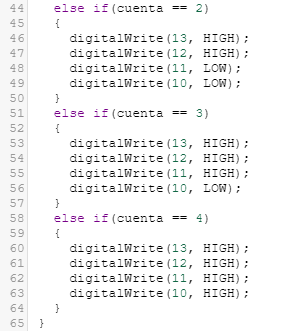 44 else if(cuenta == 2)
45 {
46 digitalWrite(13, HIGH);
47 digitalWrite(12, HIGH);
48 digitalWrite(11, LOW);
49 digitalWrite(10, LOW);
50 }
51 else if(cuenta == 3)
52 {
53 digitalWrite(13, HIGH);
54 digitalWrite(12, HIGH);
55 digitalWrite(11, HIGH);
56 digitalWrite(10, LOW);
57 }
58 else if(cuenta == 4)
59 {
60 digitalWrite(13, HIGH);
61 digitalWrite(12, HIGH);
62 digitalWrite(11, HIGH);
63 digitalWrite(10, HIGH);
64 }
65 }